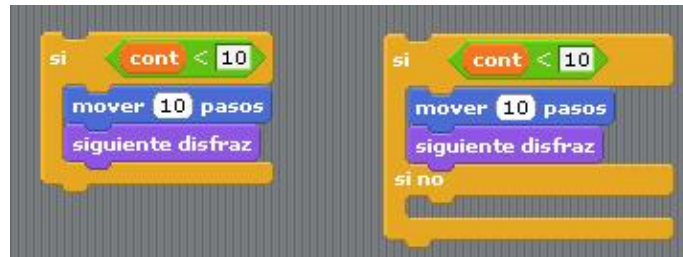 si cont < 10
mover 10 pasos
siguiente disfraz
si cont < 10
mover 10 pasos
siguiente disfraz
si no